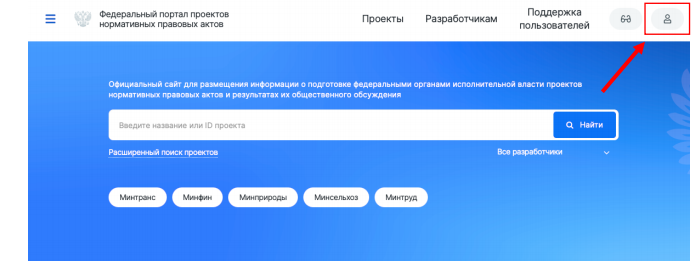 Федеральный портал проектов
нормативных правовых актов
Проекты
Разработчикам
Поддержка
пользователей
Официальный сайт для размещения информации о подготовке федеральными органами исполнительной власти проектов
нормативных правовых актов и результатах их общественного обсуждения
Введите название или ID проекта
Найти
Расширенный поиск проектов
Все разработчики
Минтранс
Минфин
Минприроды
Минсельхоз
Минтруд